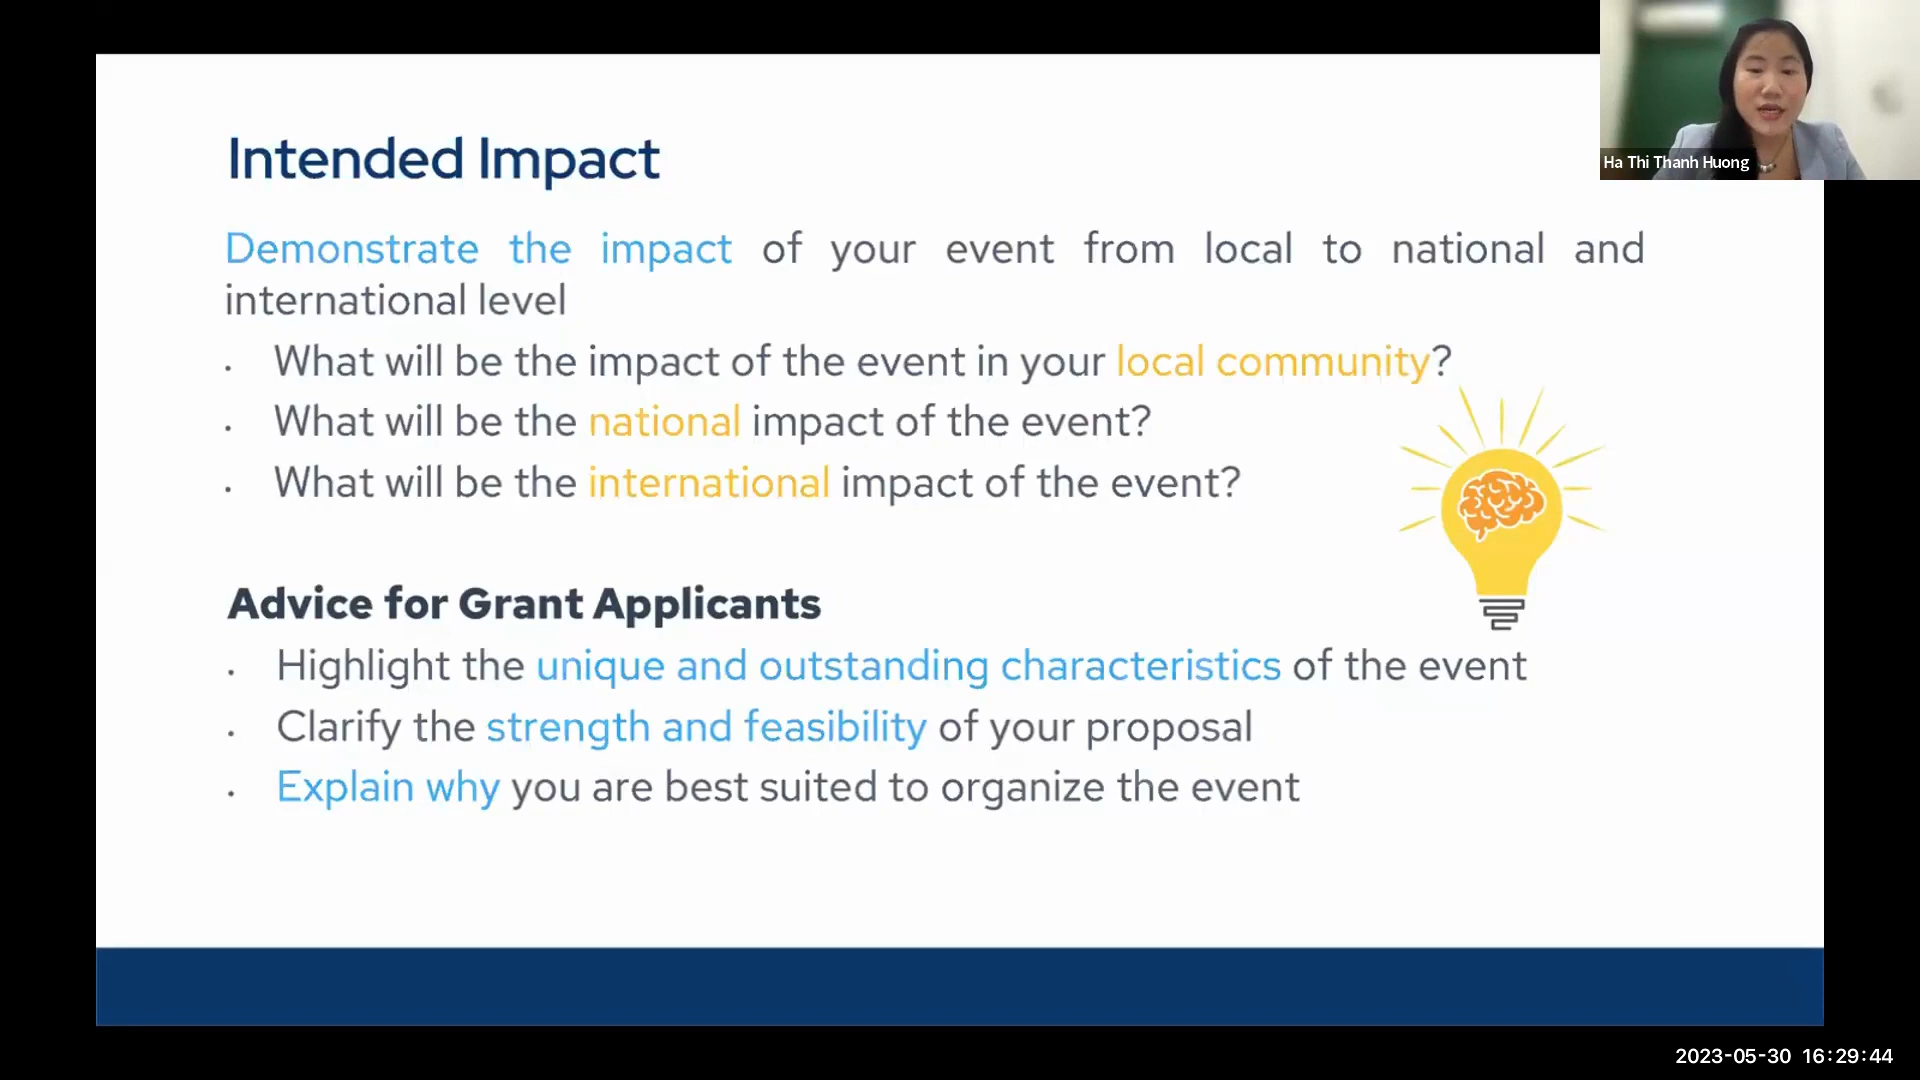 Intended Impact
Demonstrate the impact of your event from local to national and
international level
• What will be the impact of the event in your local community?
• What will be the national impact of the event?
• What will be the international impact of the event?
Advice for Grant Applicants
• Highlight the unique and outstanding characteristics of the event
• Clarify the strength and feasibility of your proposal
• Explain why you are best suited to organize the event
Ha Thi Thanh Huong
2023-05-30 16:29:44